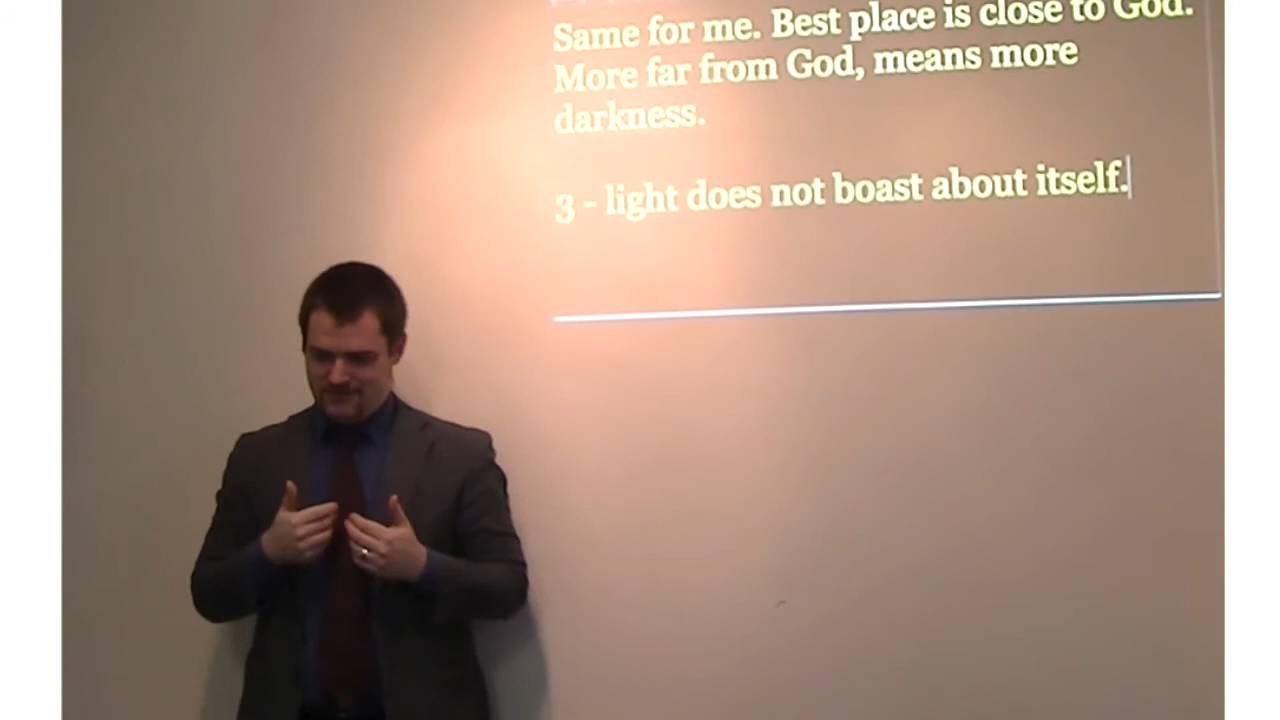 Same for me. Best place is close to God.
More far from God, means more
darkness.
3 - light does not boast about itself.